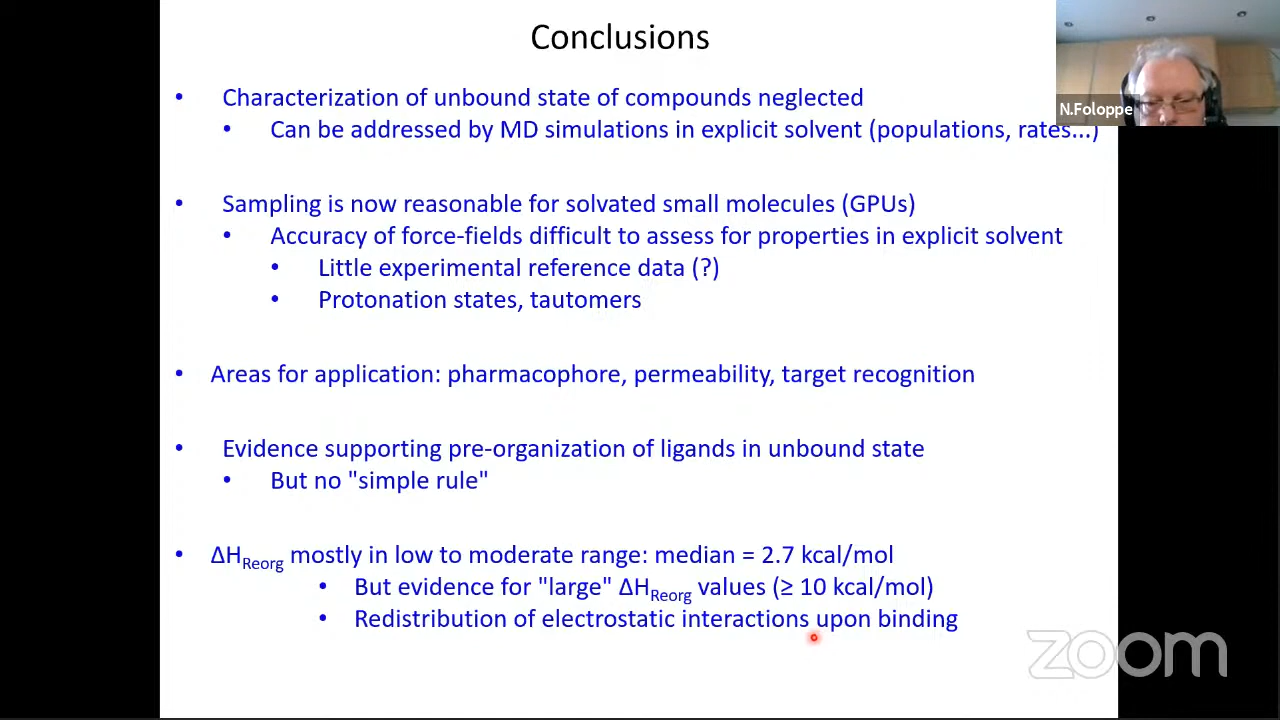 Conclusions
• Characterization of unbound state of compounds neglected
• Can be addressed by MD simulations in explicit solvent (populations, rates...)
• Sampling is now reasonable for solvated small molecules (GPUs)
• Accuracy of force-fields difficult to assess for properties in explicit solvent
• Little experimental reference data (?)
• Protonation states, tautomers
• Areas for application: pharmacophore, permeability, target recognition
• Evidence supporting pre-organization of ligands in unbound state
• But no "simple rule"
• ΔHReorg mostly in low to moderate range: median = 2.7 kcal/mol
• But evidence for "large" ΔHReorg values (≥ 10 kcal/mol)
• Redistribution of electrostatic interactions upon binding
N.Foloppe
zoom